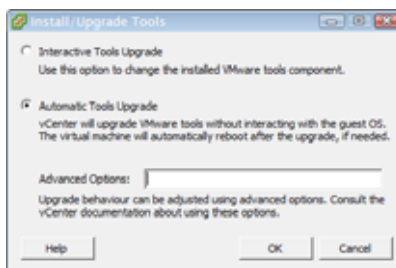 Install/Upgrade Tools
Interactive Tools Upgrade
Use this option to change the installed VMware tools component.
Automatic Tools Upgrade
vCenter will upgrade VMware tools without interacting with the guest OS.
The virtual machine will automatically reboot after the upgrade, if needed.
Advanced Options:
Upgrade behaviour can be adjusted using advanced options. Consult the
vCenter documentation about using these options.
Help
OK
Cancel